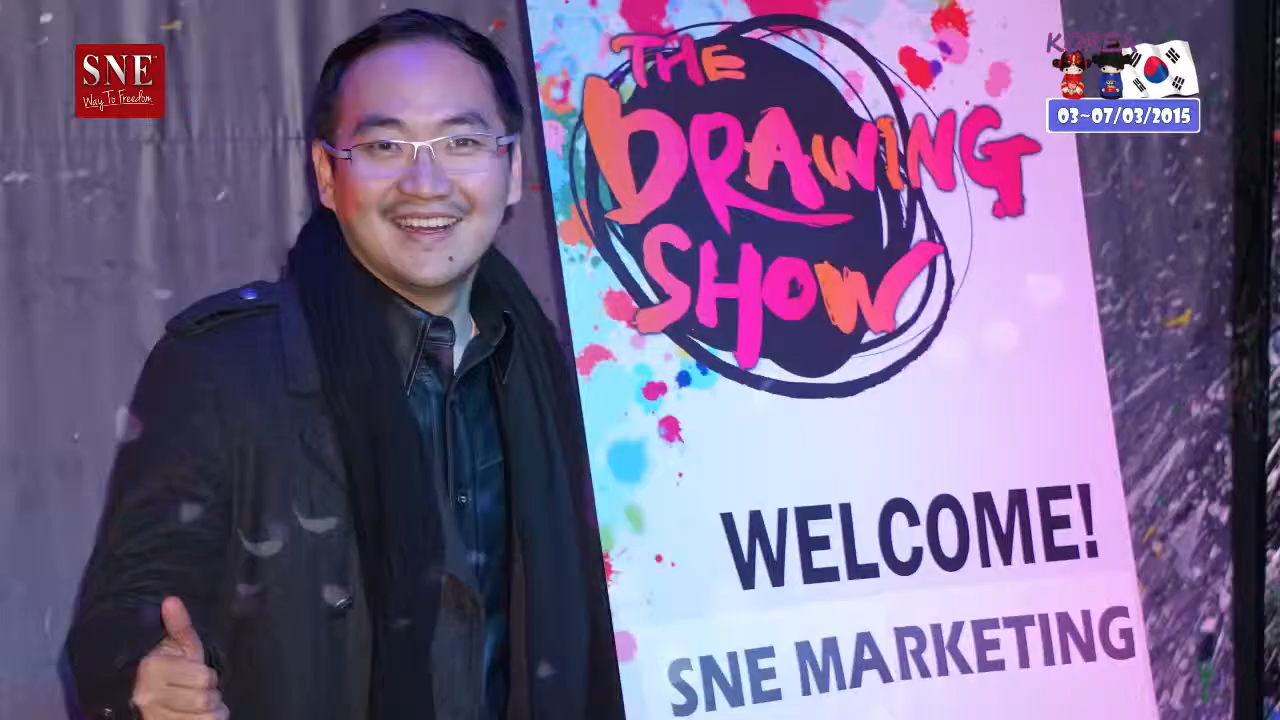 SNE
Way To Freedom
KOREA
03~07/03/2015
THE
DRAWING
SHOW
WELCOME!
SNE MARKETING